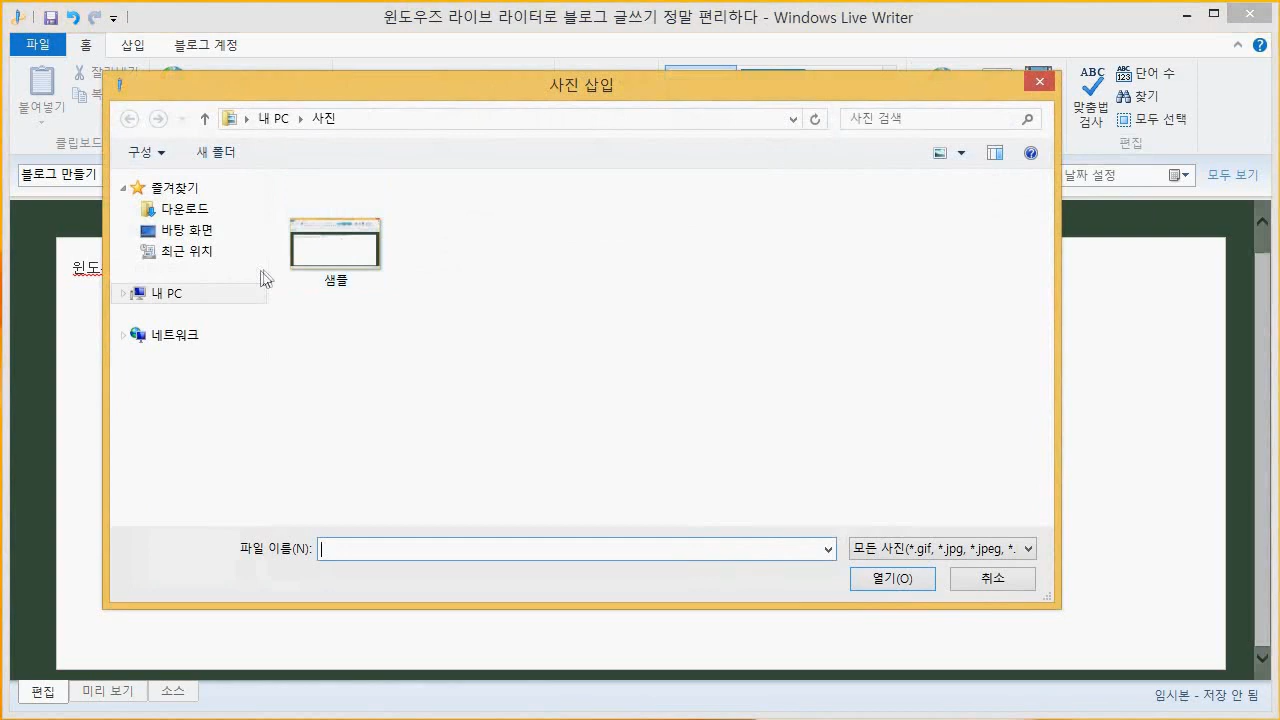 윈도우즈 라이브 라이터로 블로그 글쓰기 정말 편리하다 - Windows Live Writer
파일 홈 삽입 블로그 계정
붙여넣기
클립보드
ABC
맞춤법
검사
ABC
123
단어 수
찾기
모두 선택
편집
블로그 만들기
날짜 설정
모두 보기
사진 삽입
내 PC 사진
사진 검색
구성 새 폴더
즐겨찾기
다운로드
바탕 화면
최근 위치
내 PC
네트워크
샘플
파일 이름(N):
모든 사진(*.gif, *.jpg, *.jpeg, *.
열기(O) 취소
편집 미리 보기 소스
임시본 - 저장 안 됨